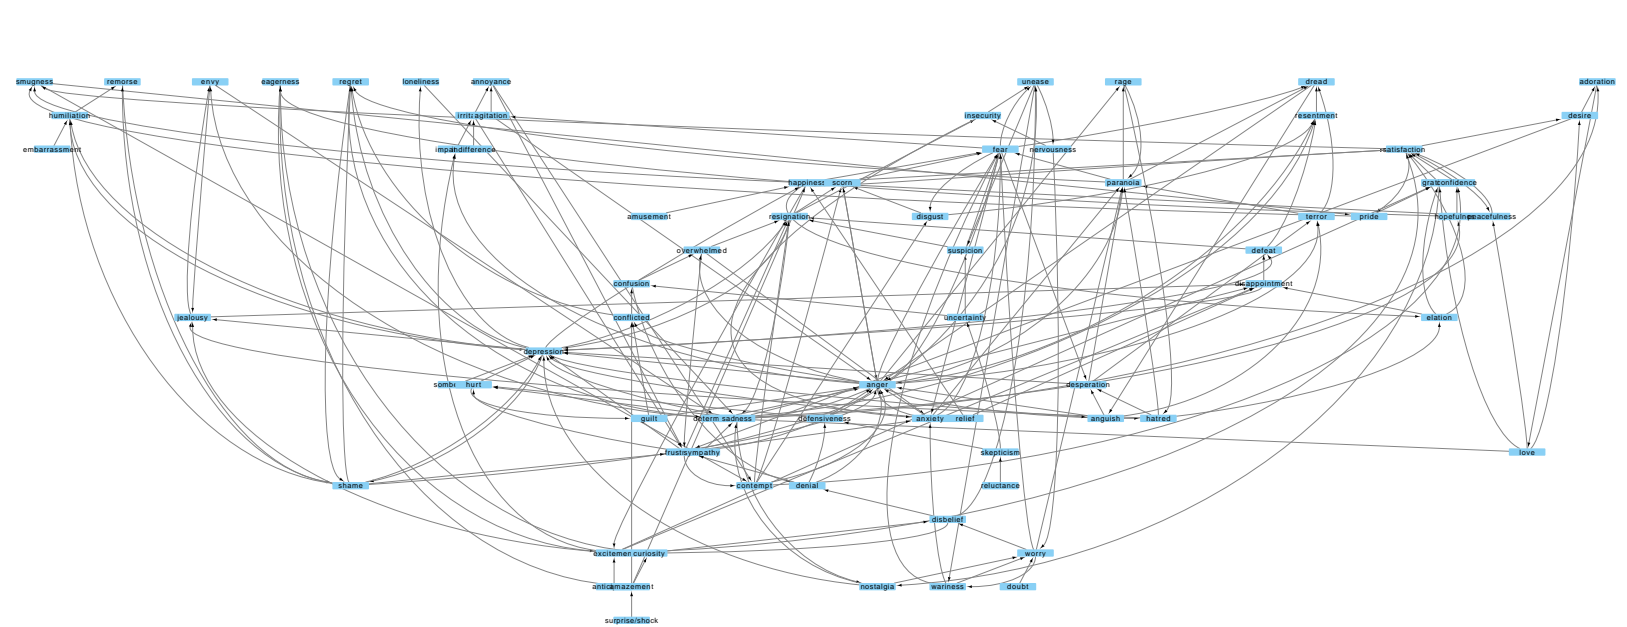 smugness remorse envy eagerness regret loneliness annoyance unease rage dread adoration
humiliation agitation insecurity resentment desire
embarrassment indifference fear nervousness satisfaction
happiness scorn paranoia confidence
amusement resignation disgust terror pride hopefulness peacefulness
overwhelmed suspicion defeat
confusion disappointment
jealousy conflicted uncertainty elation
depression
hurt anger desperation
guilt sadness defensiveness anxiety relief anguish hatred
sympathy skepticism love
shame contempt denial reluctance
disbelief
excitement curiosity worry
amazement nostalgia wariness doubt
surprise/shock